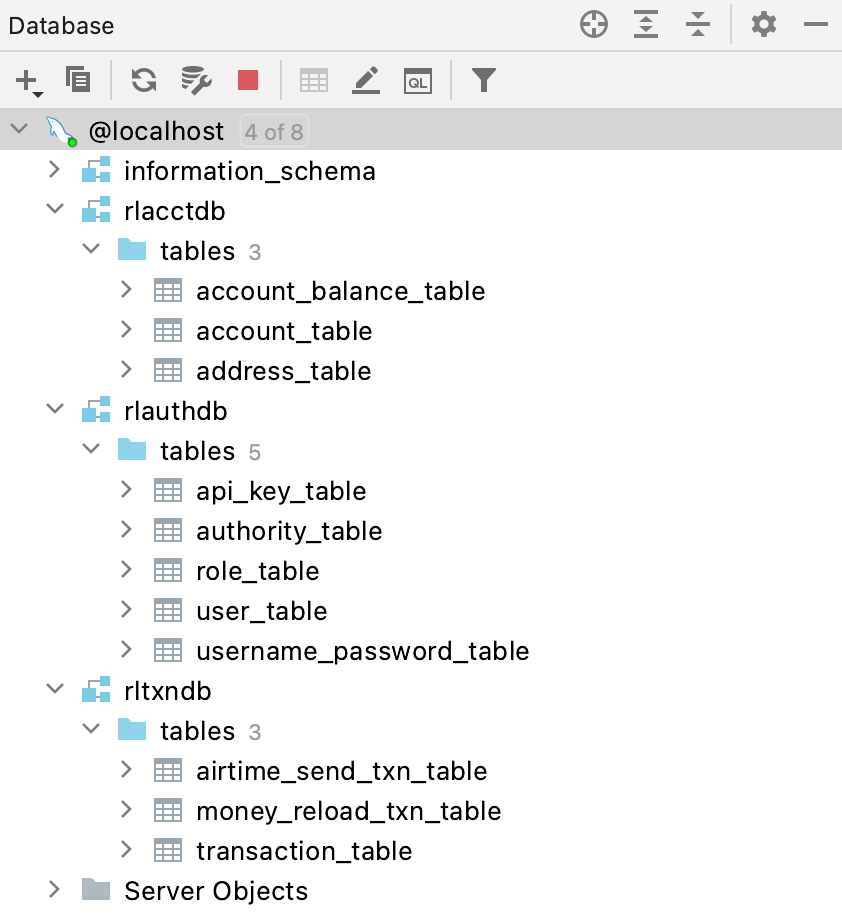 Database
QL
@localhost 4 of 8
information_schema
rlacctdb
tables 3
account_balance_table
account_table
address_table
rlauthdb
tables 5
api_key_table
authority_table
role_table
user_table
username_password_table
rltxndb
tables 3
airtime_send_txn_table
money_reload_txn_table
transaction_table
Server Objects